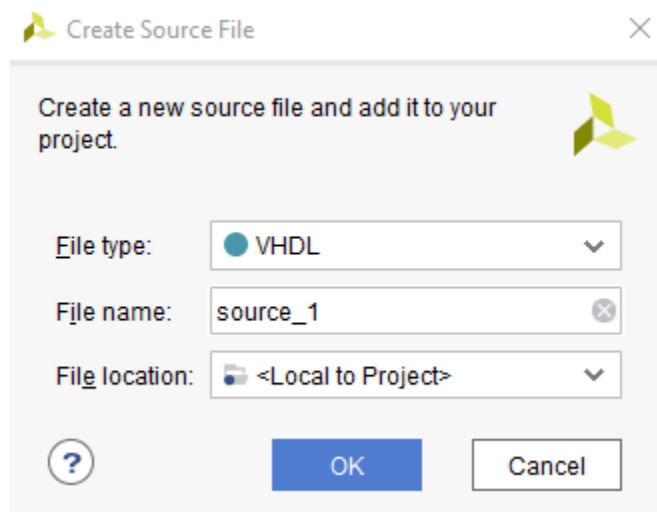 Create Source File
Create a new source file and add it to your
project.
File type: VHDL
File name: source_1
File location: <Local to Project>
? OK Cancel